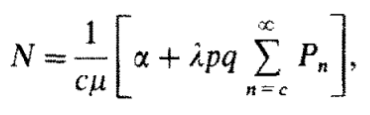 N = \frac{1}{c\mu} \left[ \alpha + \lambda pq \sum_{n=c}^{\infty} P_n \right],